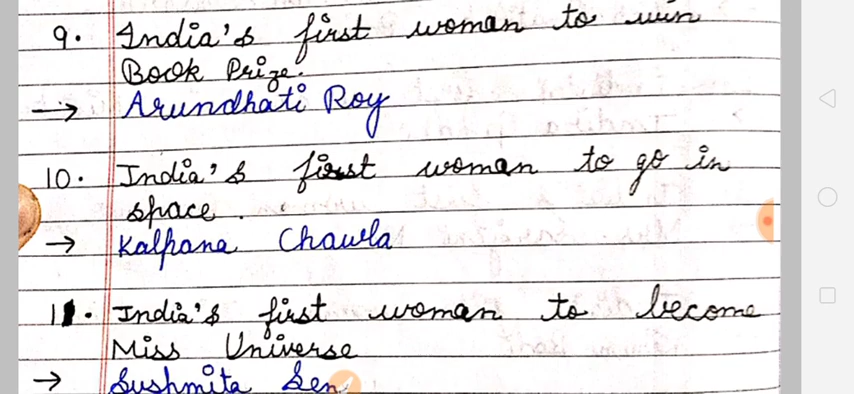 9. India's first woman to win
Book Prize.
→ Arundhati Roy
10. India's first woman to go in
space.
→ Kalpana Chawla
11. India's first woman to become
Miss Universe
→ Sushmita Sen